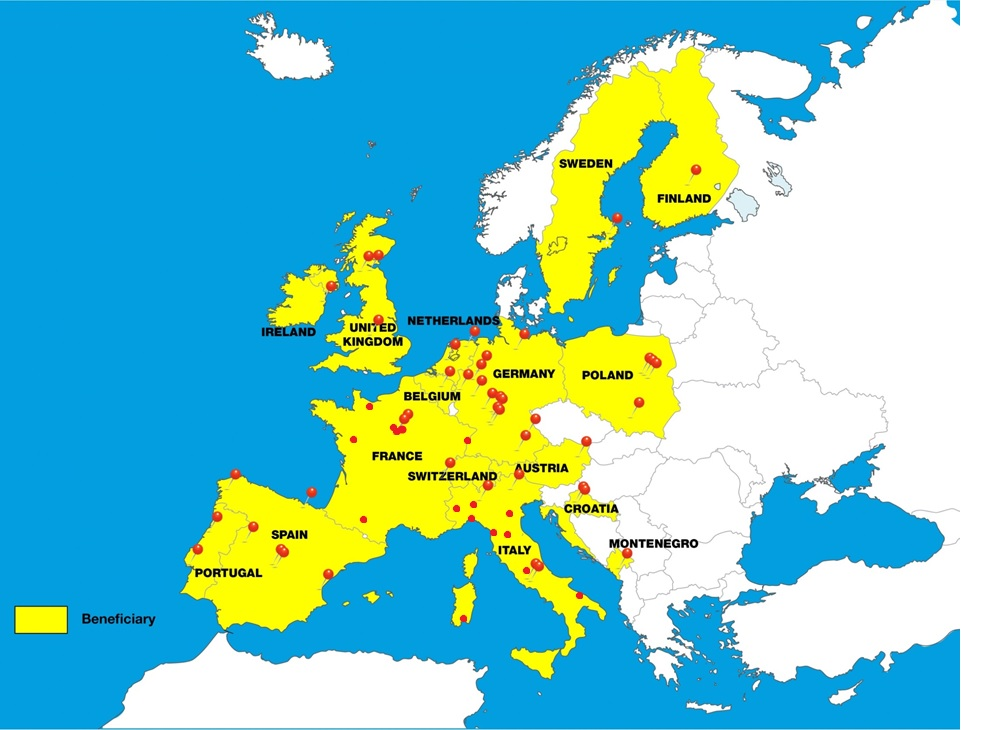 SWEDEN
FINLAND
IRELAND
UNITED
KINGDOM
NETHERLANDS
GERMANY
POLAND
BELGIUM
FRANCE
SWITZERLAND
AUSTRIA
CROATIA
SPAIN
ITALY
MONTENEGRO
PORTUGAL
Beneficiary